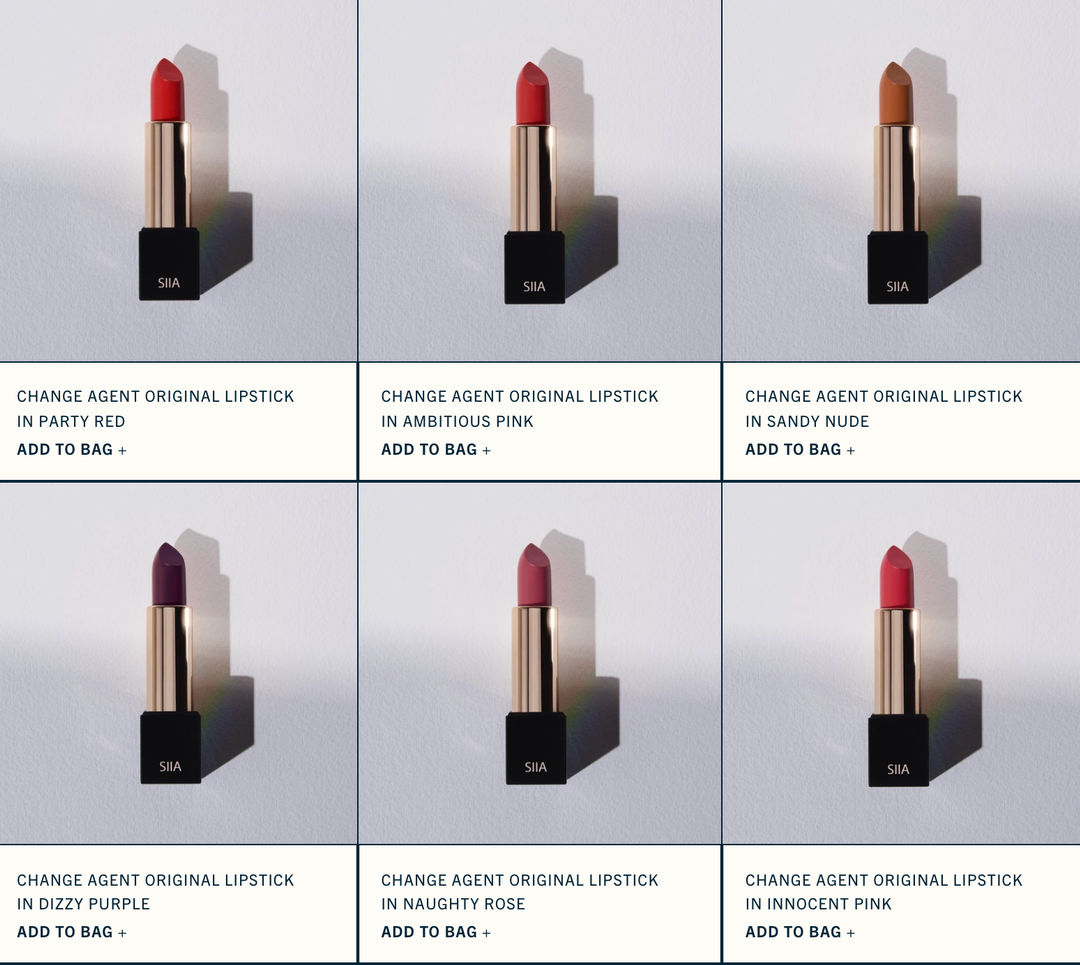 SIIA
SIIA
SIIA
CHANGE AGENT ORIGINAL LIPSTICK
IN PARTY RED
ADD TO BAG +
CHANGE AGENT ORIGINAL LIPSTICK
IN AMBITIOUS PINK
ADD TO BAG +
CHANGE AGENT ORIGINAL LIPSTICK
IN SANDY NUDE
ADD TO BAG +
SIIA
SIIA
SIIA
CHANGE AGENT ORIGINAL LIPSTICK
IN DIZZY PURPLE
ADD TO BAG +
CHANGE AGENT ORIGINAL LIPSTICK
IN NAUGHTY ROSE
ADD TO BAG +
CHANGE AGENT ORIGINAL LIPSTICK
IN INNOCENT PINK
ADD TO BAG +